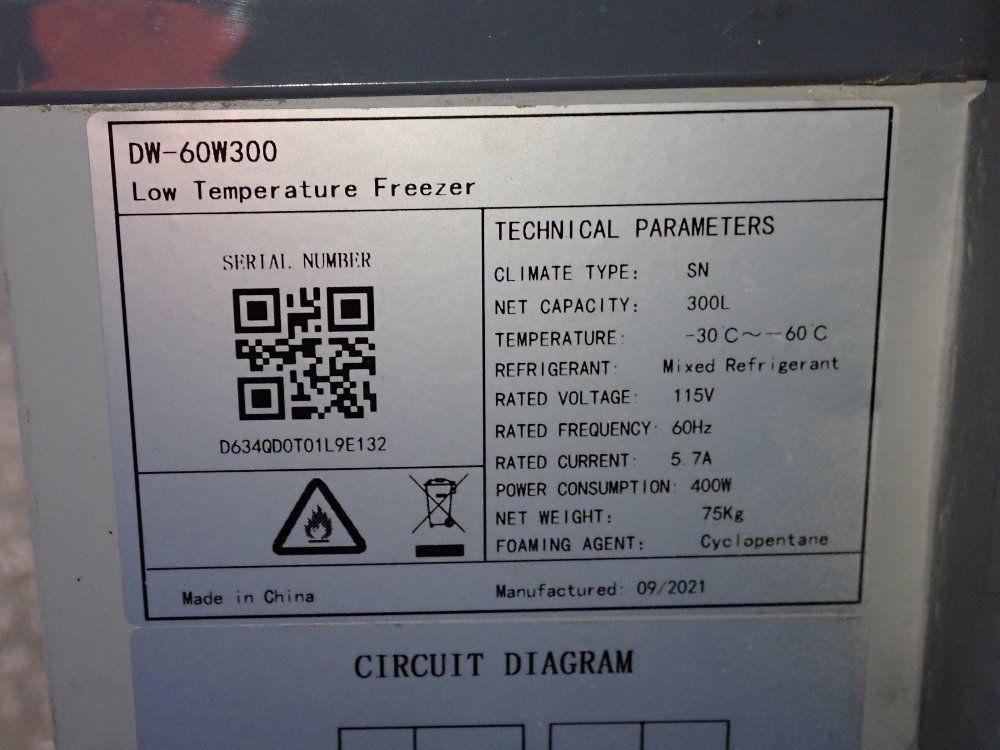 DW-60W300
Low Temperature Freezer
SERIAL NUMBER
D634QD0T01L9E132
TECHNICAL PARAMETERS
CLIMATE TYPE: SN
NET CAPACITY: 300L
TEMPERATURE: -30℃～-60℃
REFRIGERANT: Mixed Refrigerant
RATED VOLTAGE: 115V
RATED FREQUENCY: 60Hz
RATED CURRENT: 5.7A
POWER CONSUMPTION: 400W
NET WEIGHT: 75Kg
FOAMING AGENT: Cyclopentane
Made in China
Manufactured: 09/2021
CIRCUIT DIAGRAM